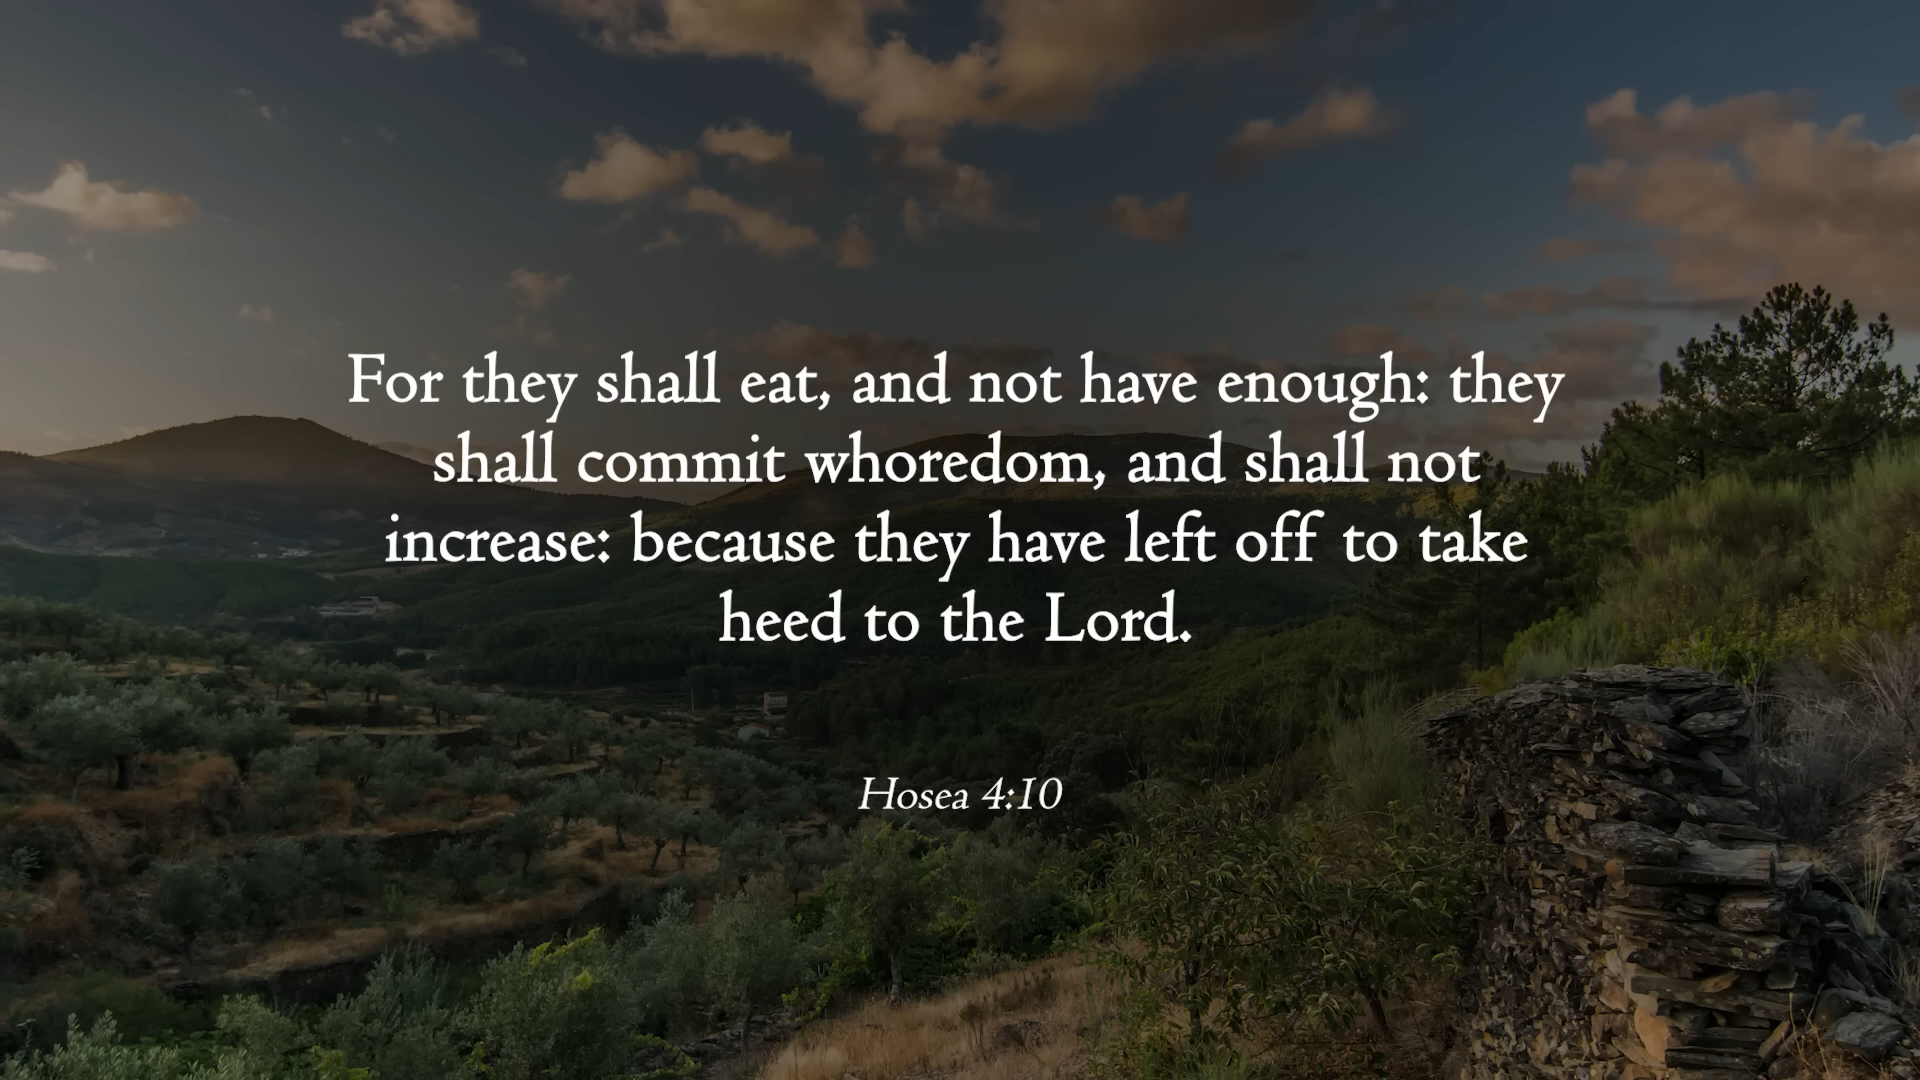 For they shall eat, and not have enough: they
shall commit whoredom, and shall not
increase: because they have left off to take
heed to the Lord.
Hosea 4:10